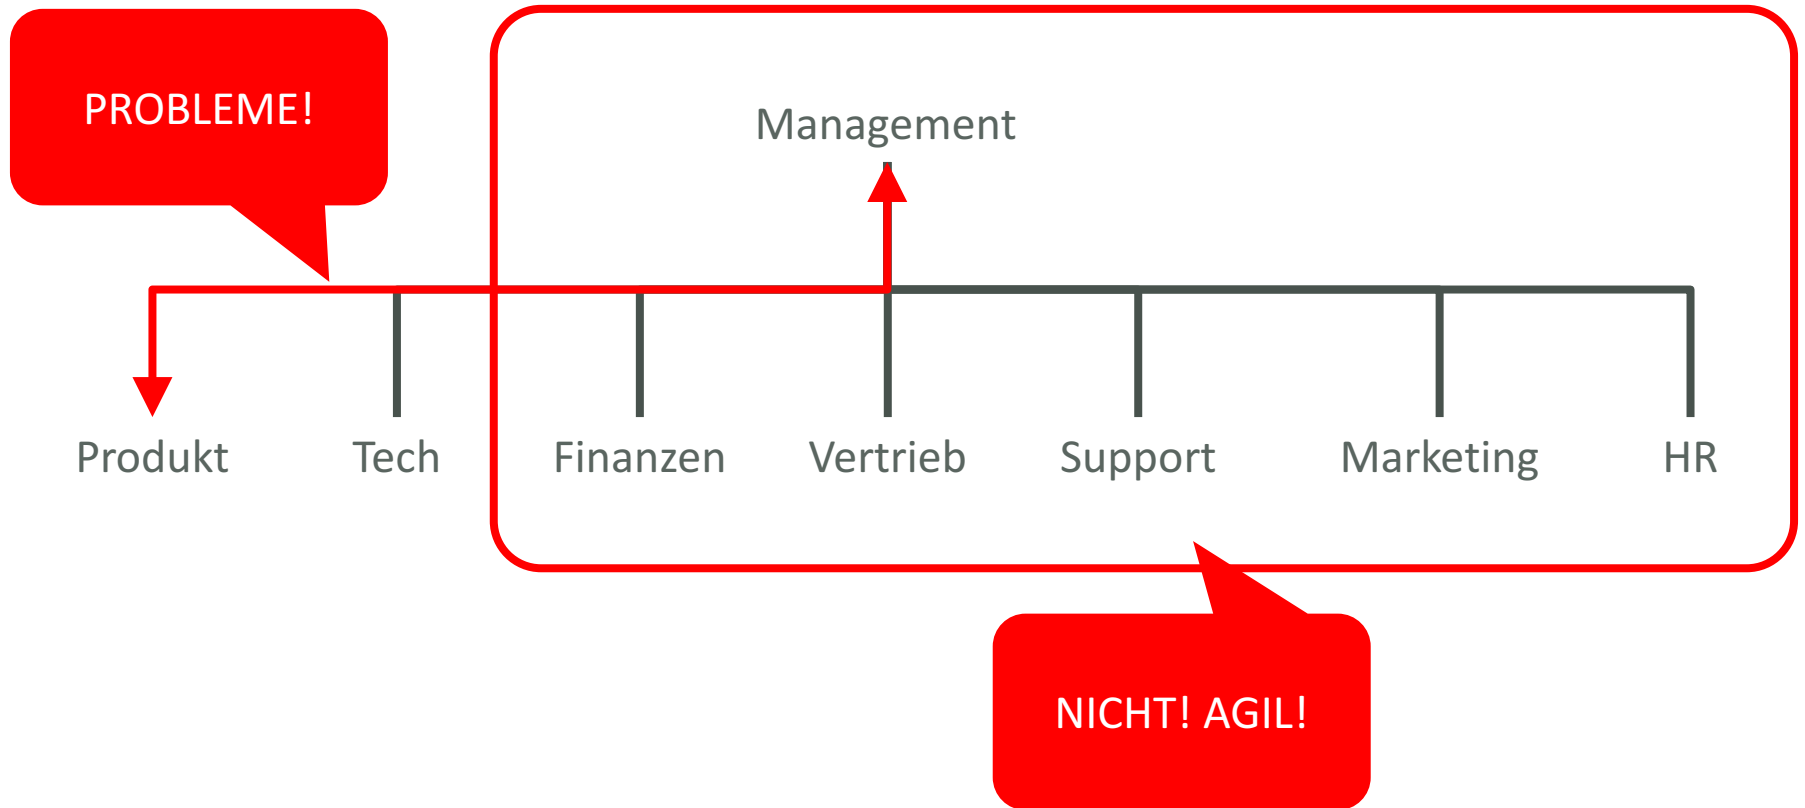 PROBLEME!
Management
Produkt Tech Finanzen Vertrieb Support Marketing HR
NICHT! AGIL!